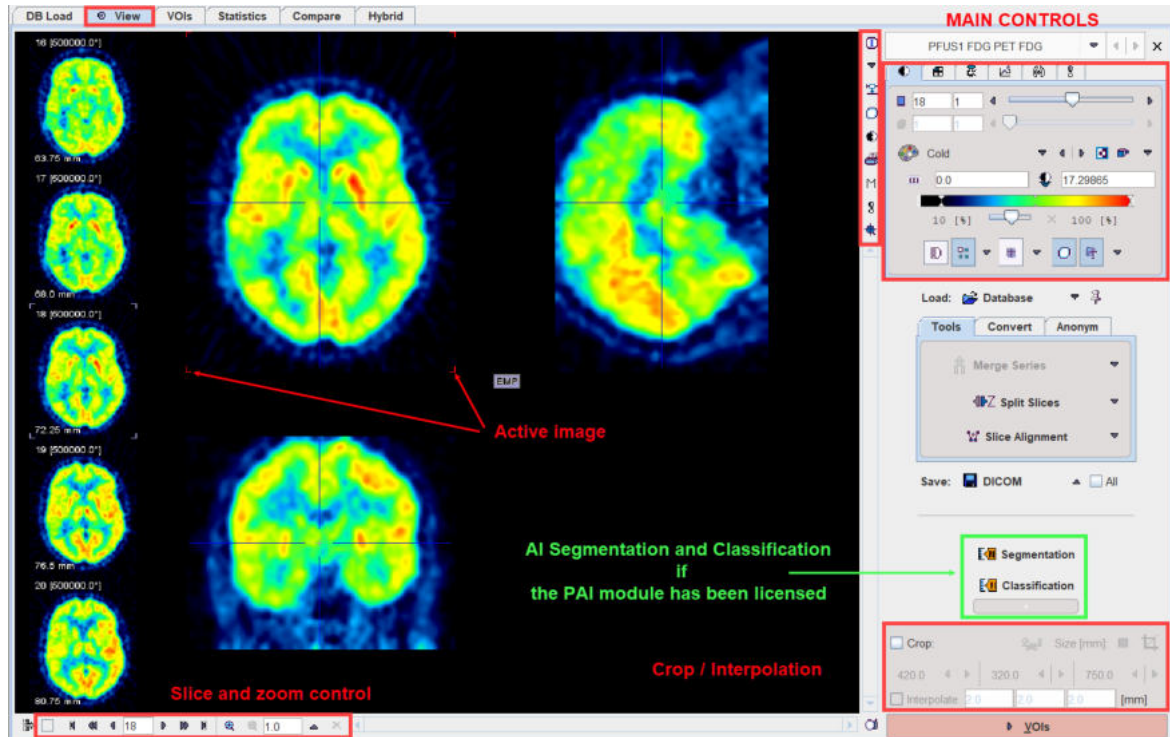 DB Load View VOIs Statistics Compare Hybrid
MAIN CONTROLS
PFUS1 FDG PET FDG
18 1
1 1
Cold
0.0 17.29865
10 [%] 100 [%]
Load: Database
Tools Convert Anonym
Merge Series
Split Slices
Slice Alignment
Save: DICOM All
Segmentation
Classification
Crop: Size [mm]:
420.0 320.0 750.0
Interpolate 2.0 2.0 2.0 [mm]
VOIs
16 [500000.0°]
63.75 mm
17 [500000.0°]
68.0 mm
18 [500000.0°]
72.25 mm
19 [500000.0°]
76.5 mm
20 [500000.0°]
80.75 mm
EMP
Active image
AI Segmentation and Classification
if
the PAI module has been licensed
Crop / Interpolation
Slice and zoom control
18 1.0